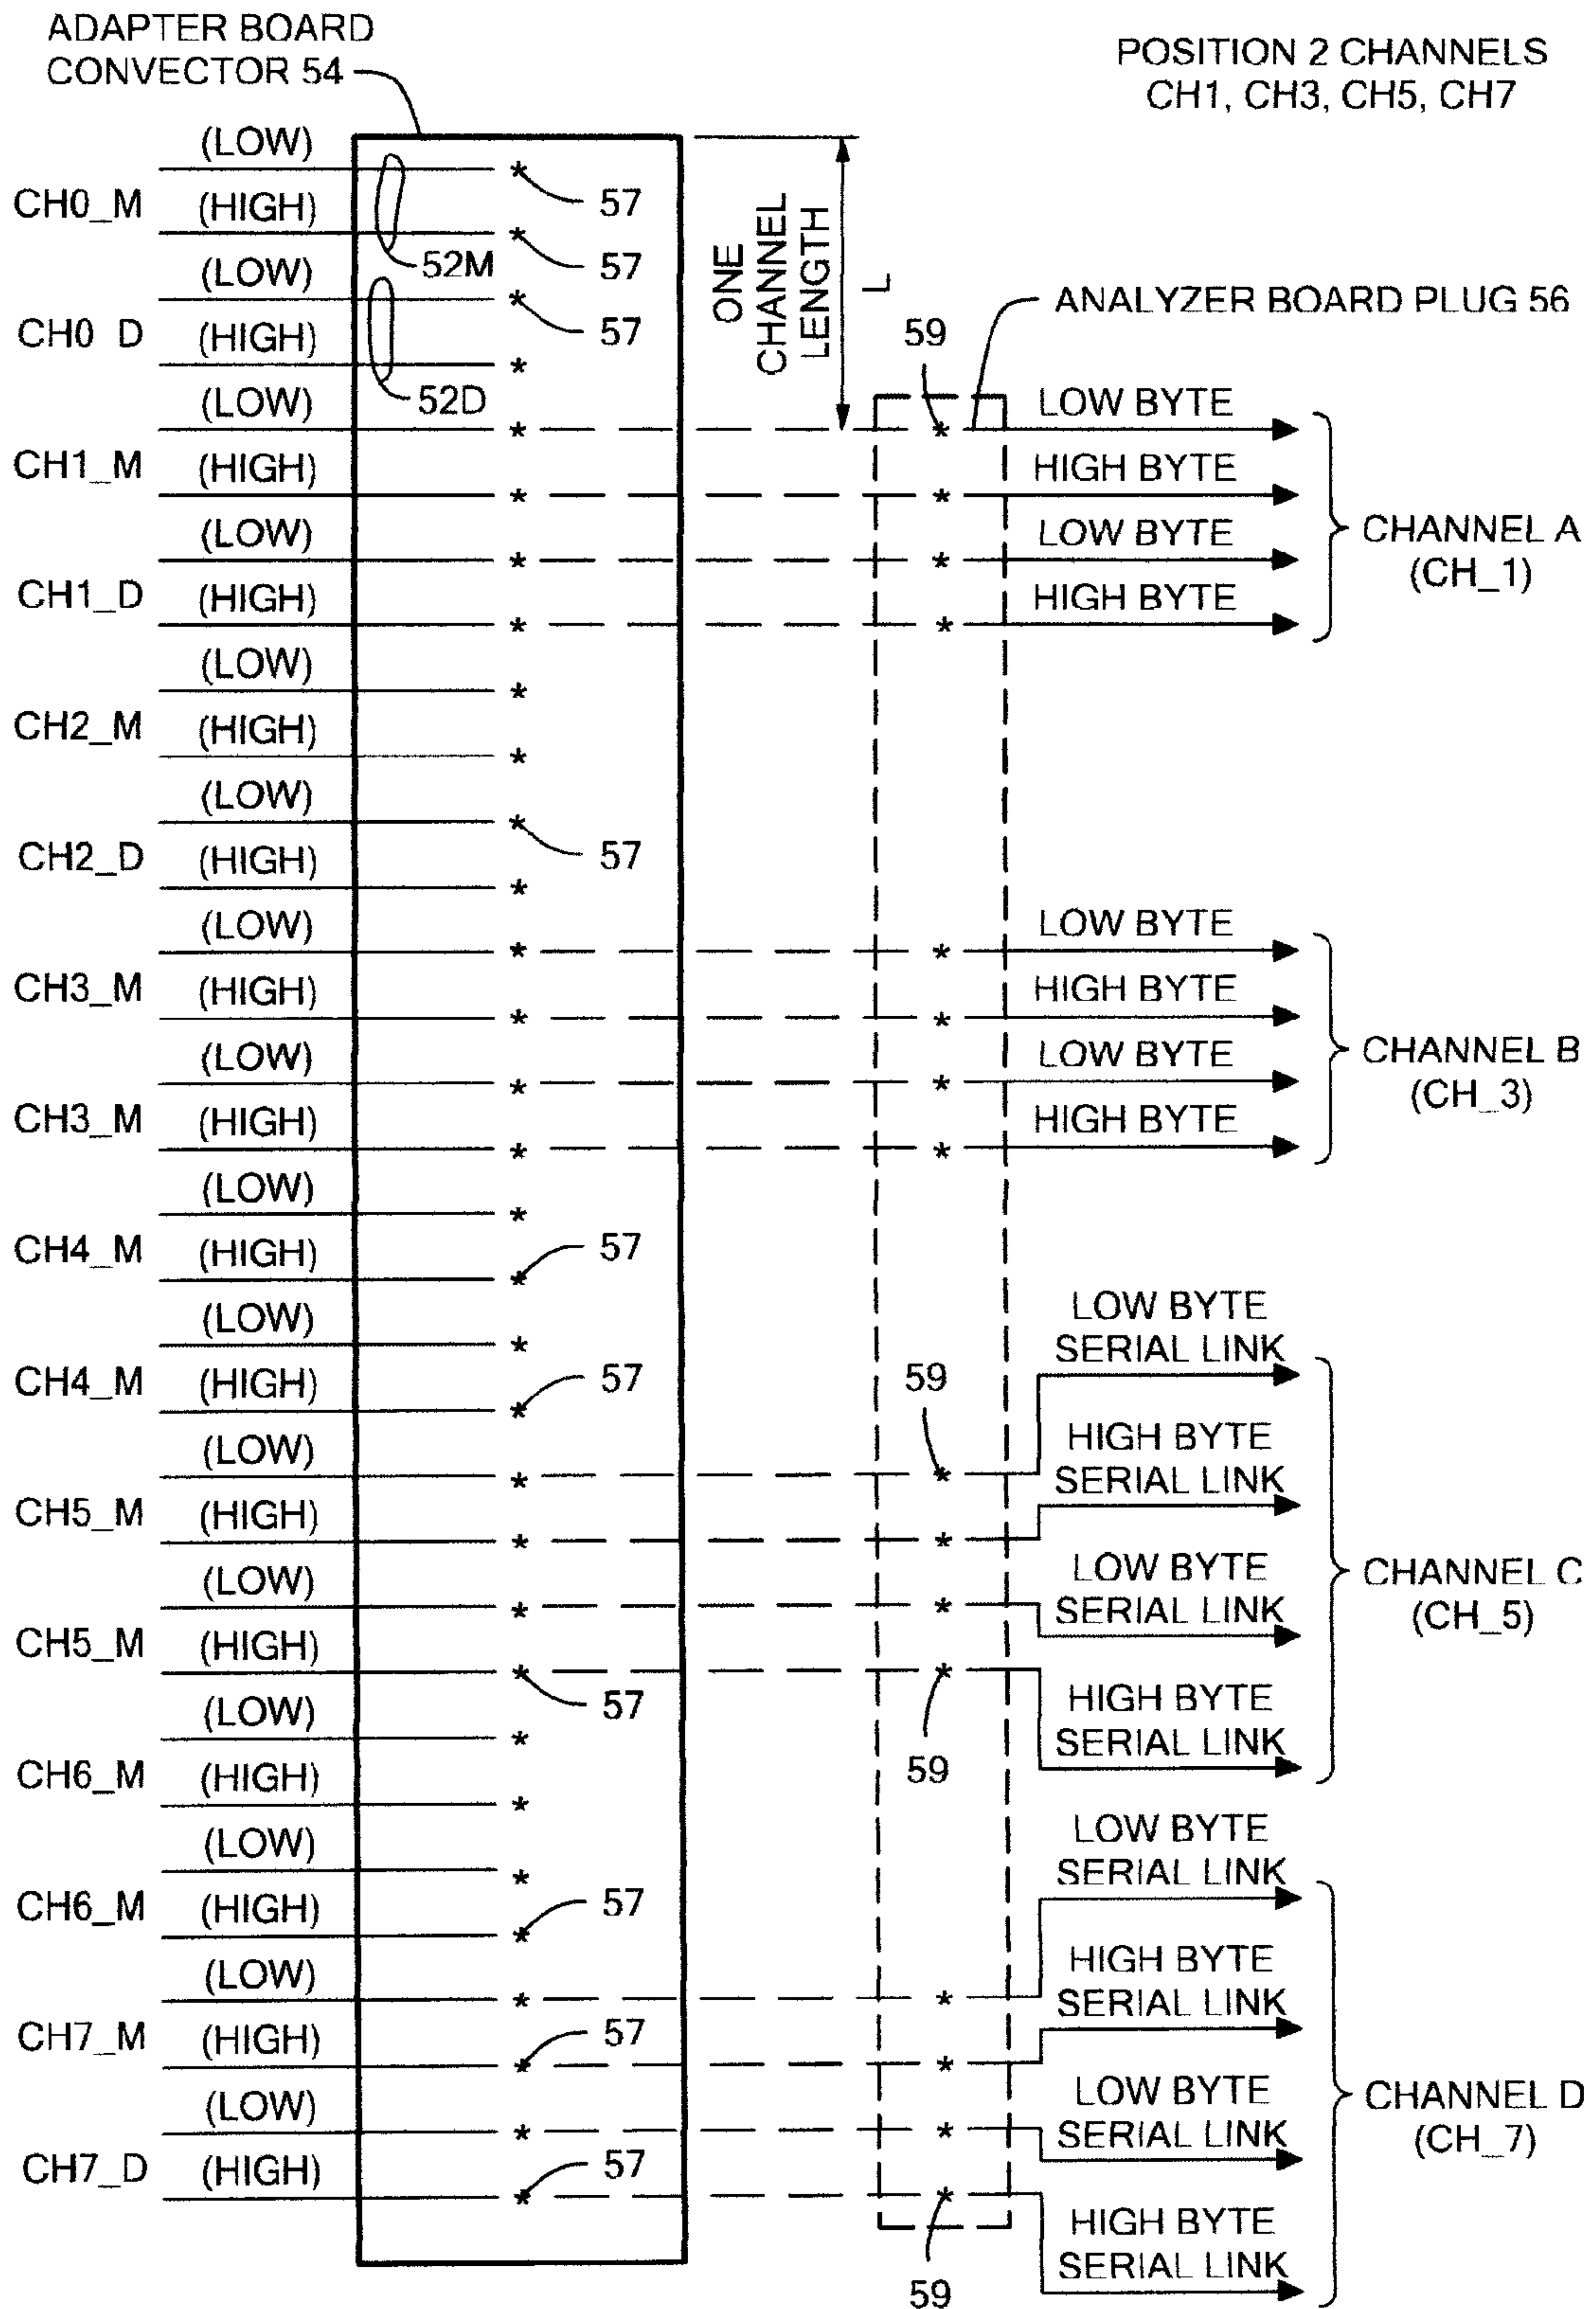 ADAPTER BOARD
CONVECTOR 54
POSITION 2 CHANNELS
CH1, CH3, CH5, CH7
(LOW)
CH0_M (HIGH)
* 57
* 57
52M
(LOW)
CH0 D (HIGH)
* 57
*
52D
ONE
CHANNEL
LENGTH
L
ANALYZER BOARD PLUG 56
59
(LOW) * * LOW BYTE
CH1_M (HIGH) * * HIGH BYTE
(LOW) * * LOW BYTE
CH1_D (HIGH) * * HIGH BYTE
CHANNEL A
(CH_1)
(LOW) *
CH2_M (HIGH) *
(LOW) * 57
CH2_D (HIGH) *
(LOW) * * LOW BYTE
CH3_M (HIGH) * * HIGH BYTE
(LOW) * * LOW BYTE
CH3_M (HIGH) * * HIGH BYTE
CHANNEL B
(CH_3)
(LOW) *
CH4_M (HIGH) * 57
(LOW) *
CH4_M (HIGH) * 57
59
LOW BYTE
SERIAL LINK
(LOW) * *
HIGH BYTE
SERIAL LINK
CH5_M (HIGH) * *
LOW BYTE
SERIAL LINK
(LOW) * *
CH5_M (HIGH) * 57 * 59
HIGH BYTE
SERIAL LINK
CHANNEL C
(CH_5)
(LOW) *
CH6_M (HIGH) *
(LOW) *
CH6_M (HIGH) * 57
LOW BYTE
SERIAL LINK
(LOW) * *
HIGH BYTE
SERIAL LINK
CH7_M (HIGH) * 57 *
LOW BYTE
SERIAL LINK
(LOW) * *
CH7_D (HIGH) * 57 * 59
HIGH BYTE
SERIAL LINK
CHANNEL D
(CH_7)